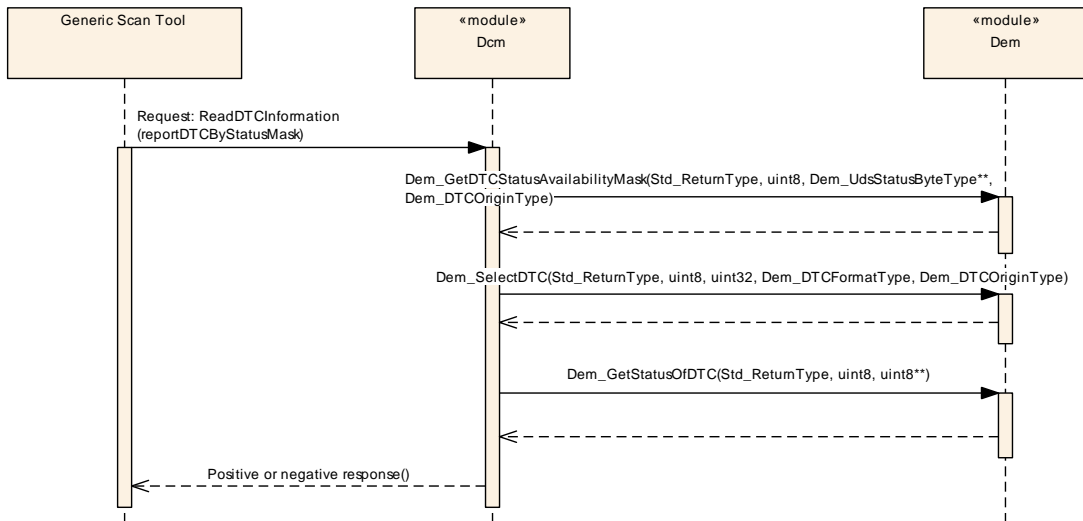 Generic Scan Tool
«module»
Dcm
«module»
Dem
Request: ReadDTCInformation
(reportDTCByStatusMask)
Dem_GetDTCStatusAvailabilityMask(Std_ReturnType, uint8, Dem_UdsStatusByteType**,
Dem_DTCOriginType)
Dem_SelectDTC(Std_ReturnType, uint8, uint32, Dem_DTCFormatType, Dem_DTCOriginType)
Dem_GetStatusOfDTC(Std_ReturnType, uint8, uint8**)
Positive or negative response()